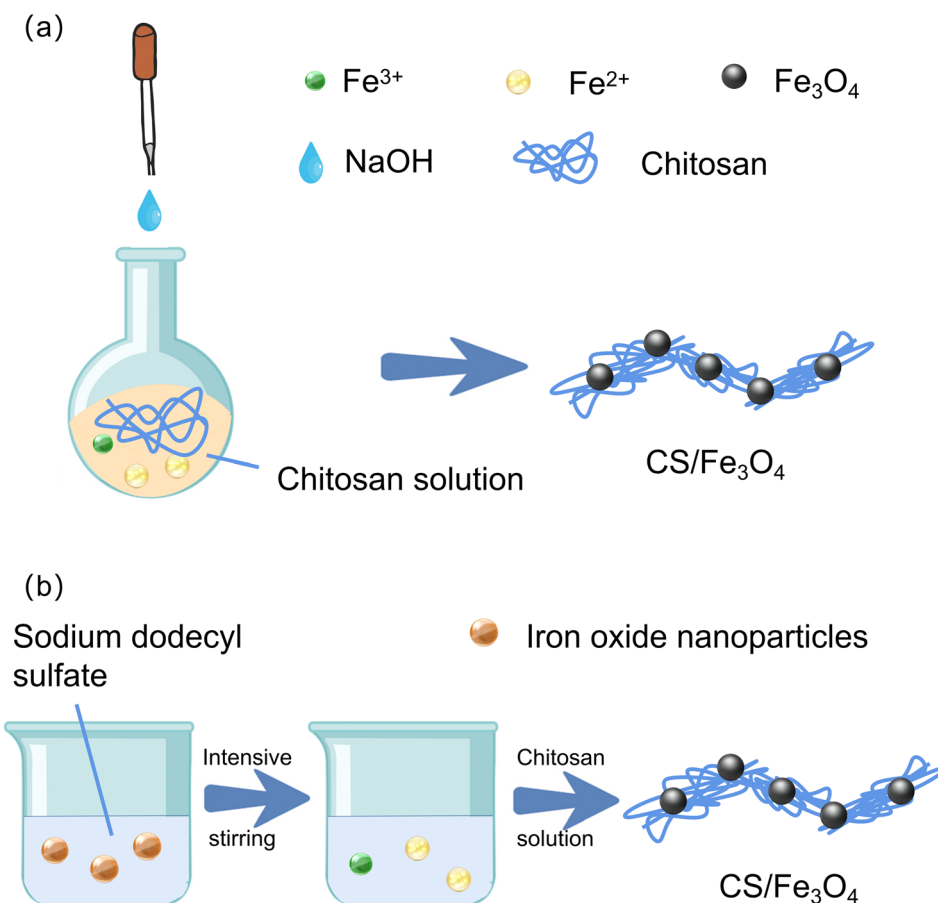 (a)
Fe³⁺
Fe²⁺
Fe₃O₄
NaOH
Chitosan
Chitosan solution
CS/Fe₃O₄
(b)
Sodium dodecyl
sulfate
Iron oxide nanoparticles
Intensive
stirring
Chitosan
solution
CS/Fe₃O₄